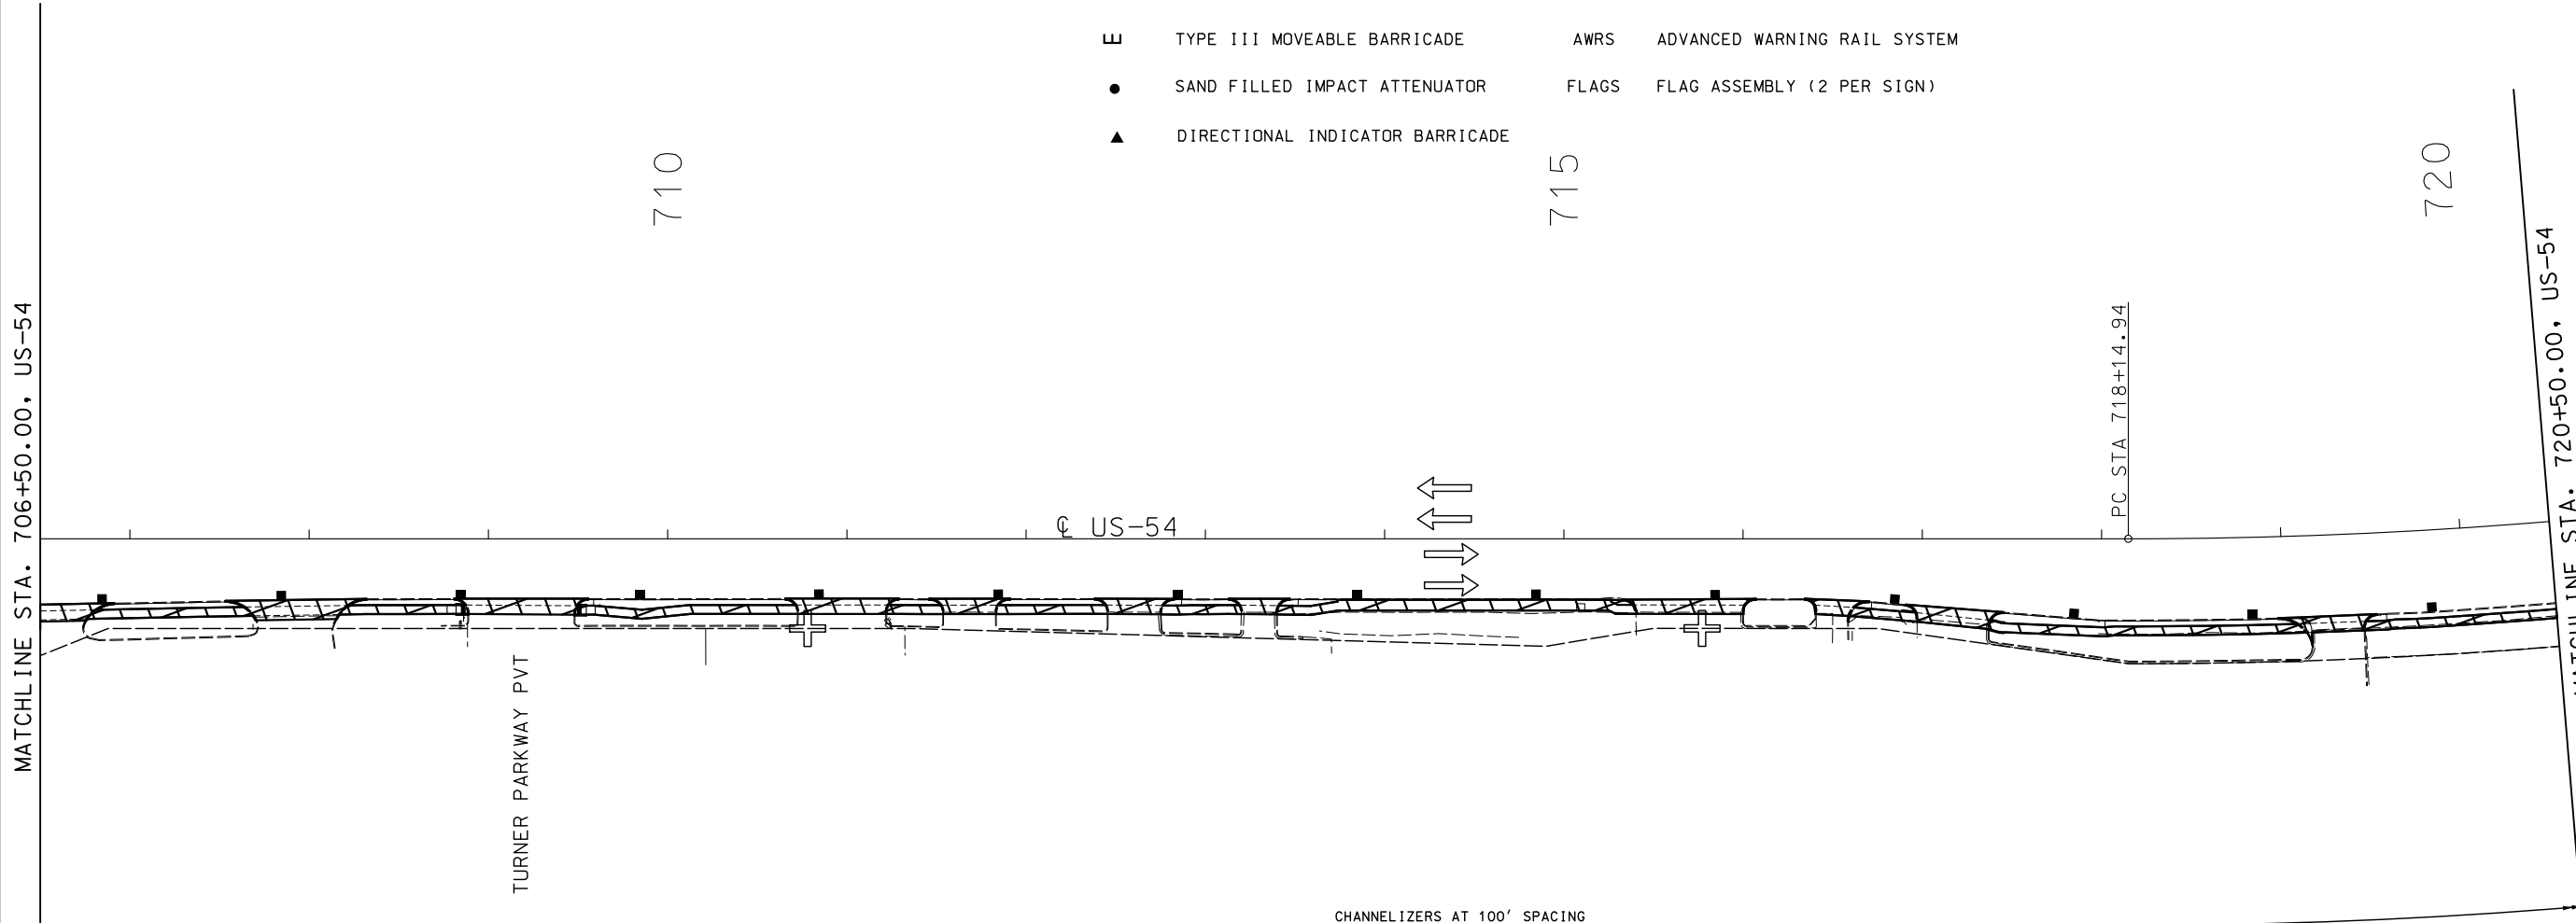 TYPE III MOVEABLE BARRICADE
AWRS ADVANCED WARNING RAIL SYSTEM
SAND FILLED IMPACT ATTENUATOR
FLAGS FLAG ASSEMBLY (2 PER SIGN)
DIRECTIONAL INDICATOR BARRICADE
710
715
720
MATCHLINE STA. 706+50.00, US-54
℄ US-54
PC STA 718+14.94
MATCHLINE STA. 720+50.00, US-54
TURNER PARKWAY PVT
CHANNELIZERS AT 100' SPACING